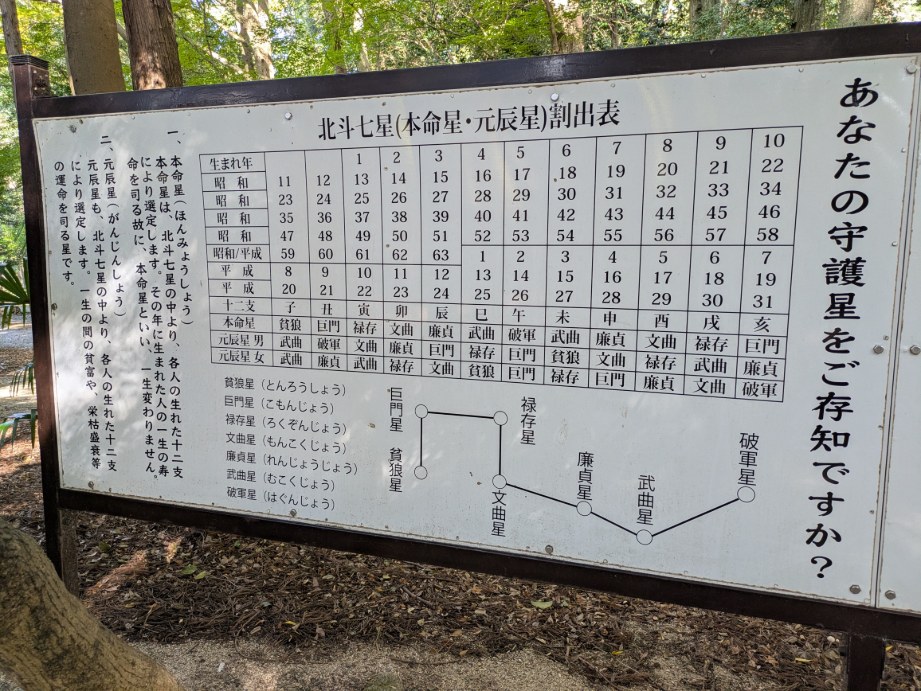 あなたの守護星をご存知ですか？
北斗七星(本命星・元辰星)割出表
生まれ年 1 2 3 4 5 6 7 8 9 10
昭和 11 12 13 14 15 16 17 18 19 20 21 22
昭和 23 24 25 26 27 28 29 30 31 32 33 34
昭和 35 36 37 38 39 40 41 42 43 44 45 46
昭和 47 48 49 50 51 52 53 54 55 56 57 58
昭和/平成 59 60 61 62 63 1 2 3 4 5 6 7
平成 8 9 10 11 12 13 14 15 16 17 18 19
平成 20 21 22 23 24 25 26 27 28 29 30 31
十二支 子 丑 寅 卯 辰 巳 午 未 申 酉 戌 亥
本命星 貧狼 巨門 禄存 文曲 廉貞 武曲 破軍 武曲 廉貞 文曲 禄存 巨門
元辰星 男 武曲 破軍 文曲 廉貞 巨門 禄存 巨門 貧狼 文曲 禄存 武曲 廉貞
元辰星 女 武曲 廉貞 武曲 禄存 文曲 貧狼 巨門 禄存 巨門 廉貞 文曲 破軍
貧狼星（とんろうしょう）
巨門星（こもんじょう）
禄存星（ろくぞんじょう）
文曲星（もんこくじょう）
廉貞星（れんじょうじょう）
武曲星（むこくじょう）
破軍星（はぐんじょう）
巨門星
貧狼星
禄存星
文曲星
廉貞星
武曲星
破軍星
一、本命星（ほんみょうしょう）
本命星は、北斗七星の中より、各人の生れた十二支
により選定します。その年に生まれた人の一生の寿
命を司る故に、本命星といい、一生変わりません。
二、元辰星（がんじんしょう）
元辰星も、北斗七星の中より、各人の生れた十二支
により選定します。一生の間の貧富や、栄枯盛衰等
の運命を司る星です。